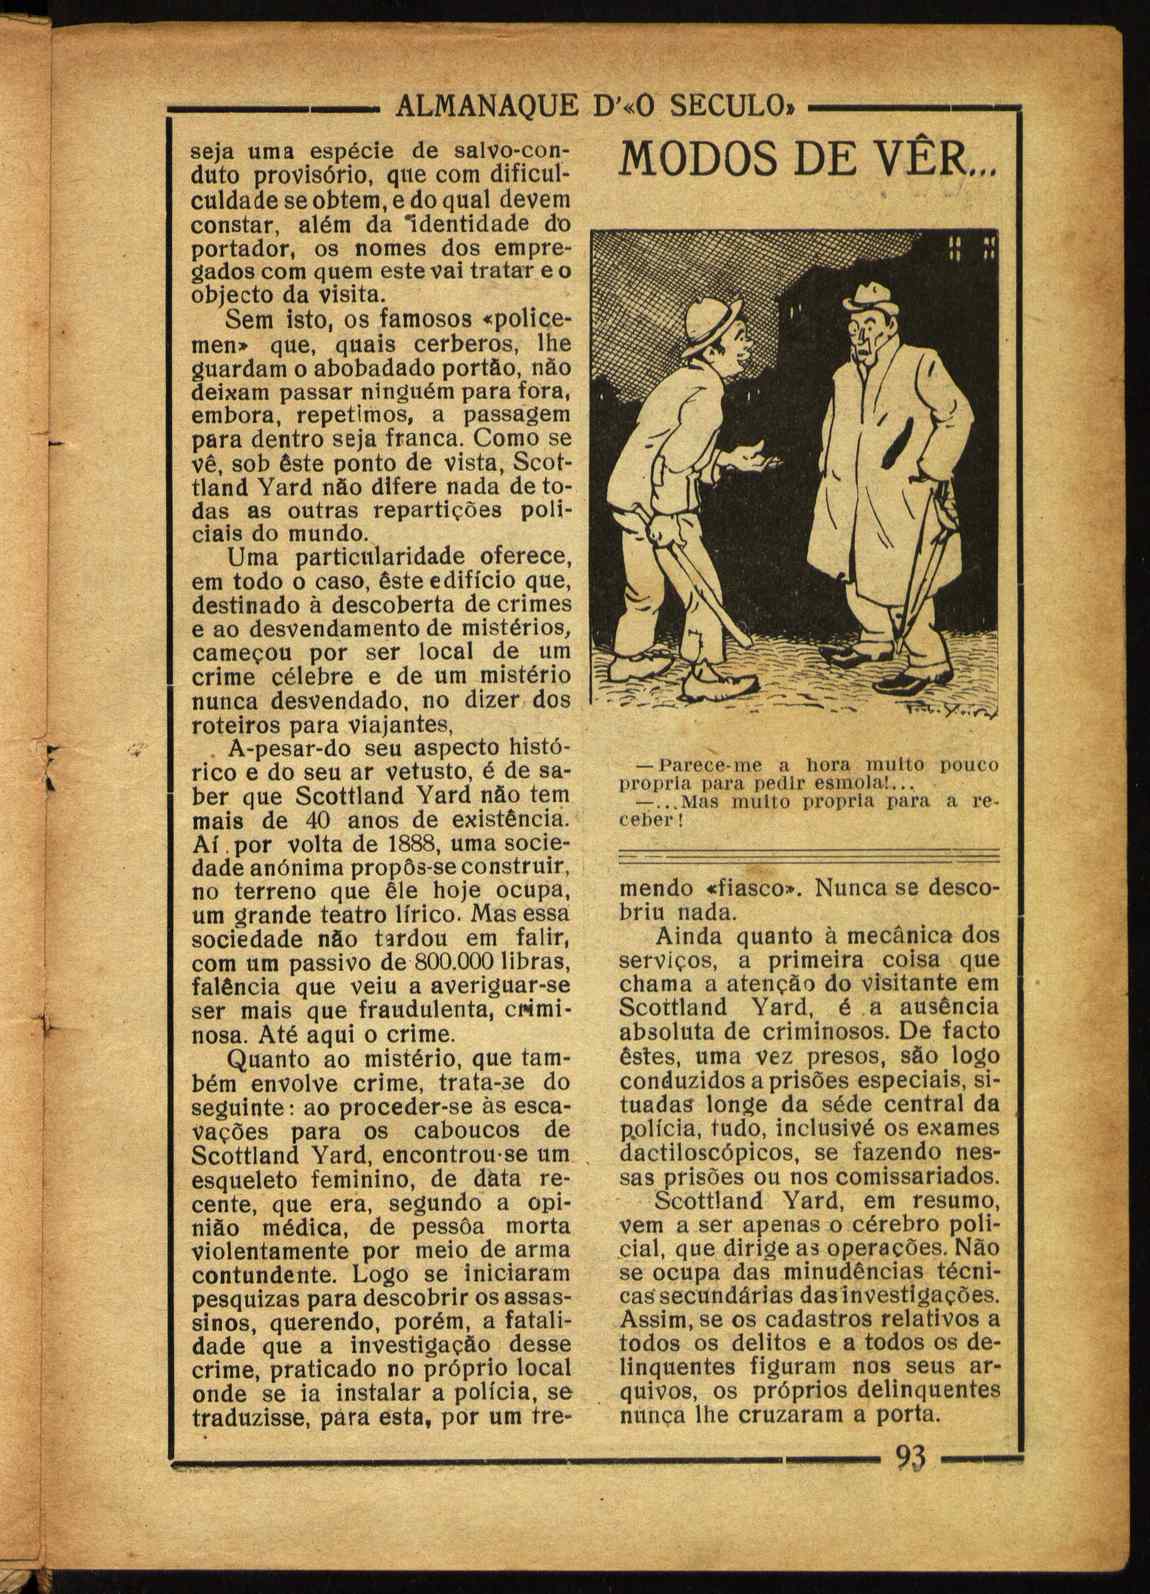 ALMANAQUE D'«O SECULO»
seja uma espécie de salvo-con-
duto provisório, que com dificul-
culdade se obtem, e do qual devem
constar, além da identidade do
portador, os nomes dos empre-
gados com quem este vai tratar e o
objecto da visita.
Sem isto, os famosos «police-
men» que, quais cerberos, lhe
guardam o abobadado portão, não
deixam passar ninguém para fora,
embora, repetimos, a passagem
para dentro seja franca. Como se
vê, sob êste ponto de vista, Scot-
tland Yard não difere nada de to-
das as outras repartições poli-
ciais do mundo.
Uma particularidade oferece,
em todo o caso, êste edifício que,
destinado à descoberta de crimes
e ao desvendamento de mistérios,
começou por ser local de um
crime célebre e de um mistério
nunca desvendado, no dizer dos
roteiros para viajantes,
A-pesar-do seu aspecto histó-
rico e do seu ar vetusto, é de sa-
ber que Scottland Yard não tem
mais de 40 anos de existência.
Aí por volta de 1888, uma socie-
dade anónima propôs-se construir,
no terreno que êle hoje ocupa,
um grande teatro lírico. Mas essa
sociedade não tardou em falir,
com um passivo de 800.000 libras,
falência que veiu a averiguar-se
ser mais que fraudulenta, crimi-
nosa. Até aqui o crime.
Quanto ao mistério, que tam-
bém envolve crime, trata-se do
seguinte: ao proceder-se às esca-
vações para os caboucos de
Scottland Yard, encontrou-se um
esqueleto feminino, de data re-
cente, que era, segundo a opi-
nião médica, de pessôa morta
violentamente por meio de arma
contundente. Logo se iniciaram
pesquizas para descobrir os assas-
sinos, querendo, porém, a fatali-
dade que a investigação desse
crime, praticado no próprio local
onde se ia instalar a polícia, se
traduzisse, para esta, por um tre-
MODOS DE VÊR...
—Parece-me a hora muito pouco
propria para pedir esmola!...
—...Mas muito propria para a re-
ceber!
mendo «fiasco». Nunca se desco-
briu nada.
Ainda quanto à mecânica dos
serviços, a primeira coisa que
chama a atenção do visitante em
Scottland Yard, é a ausência
absoluta de criminosos. De facto
êstes, uma vez presos, são logo
conduzidos a prisões especiais, si-
tuadas longe da séde central da
polícia, tudo, inclusivé os exames
dactiloscópicos, se fazendo nes-
sas prisões ou nos comissariados.
Scottland Yard, em resumo,
vem a ser apenas o cérebro poli-
cial, que dirige as operações. Não
se ocupa das minudências técni-
cas secundárias das investigações.
Assim, se os cadastros relativos a
todos os delitos e a todos os de-
linquentes figuram nos seus ar-
quivos, os próprios delinquentes
nunca lhe cruzaram a porta.
93